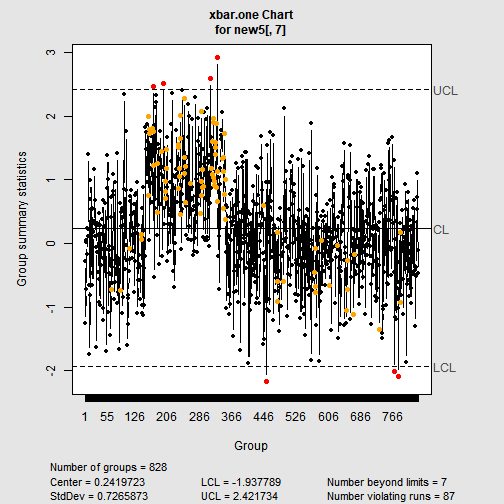 xbar.one Chart
for new5[, 7]
Group summary statistics
3
2
1
0
-1
-2
UCL
CL
LCL
1 55 126 206 286 366 446 526 606 686 766
Group
Number of groups = 828
Center = 0.2419723 LCL = -1.937789 Number beyond limits = 7
StdDev = 0.7265873 UCL = 2.421734 Number violating runs = 87